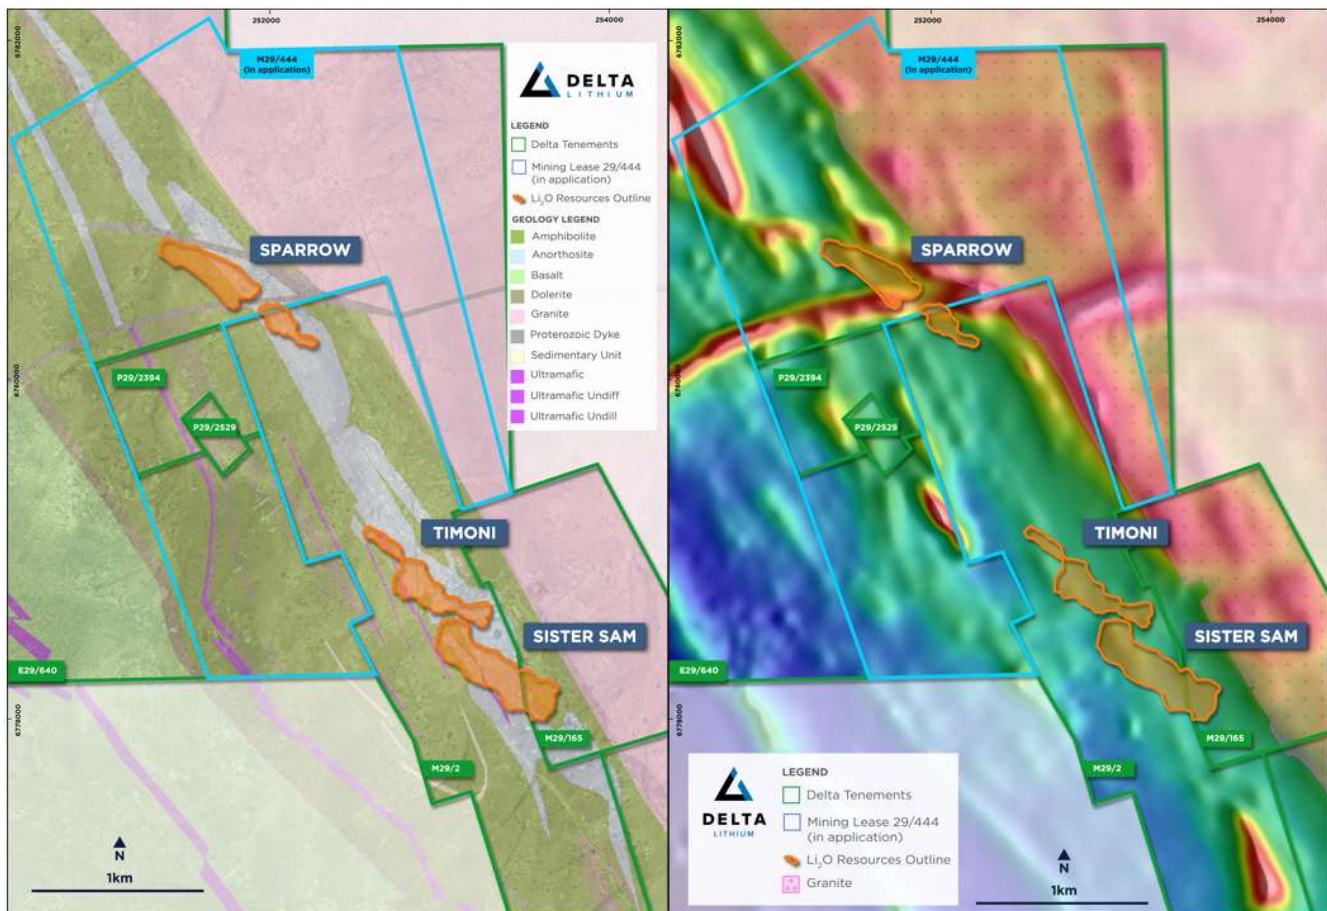 252000
254000
6782000
M29/444
(in application)
DELTA
LITHIUM
LEGEND
Delta Tenements
Mining Lease 29/444
(in application)
Li2O Resources Outline
GEOLOGY LEGEND
Amphibolite
Anorthosite
Basalt
Dolerite
Granite
Proterozoic Dyke
Sedimentary Unit
Ultramafic
Ultramafic Undiff
Ultramafic Undill
SPARROW
6780000
P29/2394
P29/2529
TIMONI
SISTER SAM
E29/640
6778000
M29/165
M29/2
N
1km
252000
254000
6782000
M29/444
(in application)
SPARROW
6780000
P29/2394
P29/2529
TIMONI
SISTER SAM
E29/640
6778000
M29/165
M29/2
DELTA
LITHIUM
LEGEND
Delta Tenements
Mining Lease 29/444
(in application)
Li2O Resources Outline
Granite
N
1km